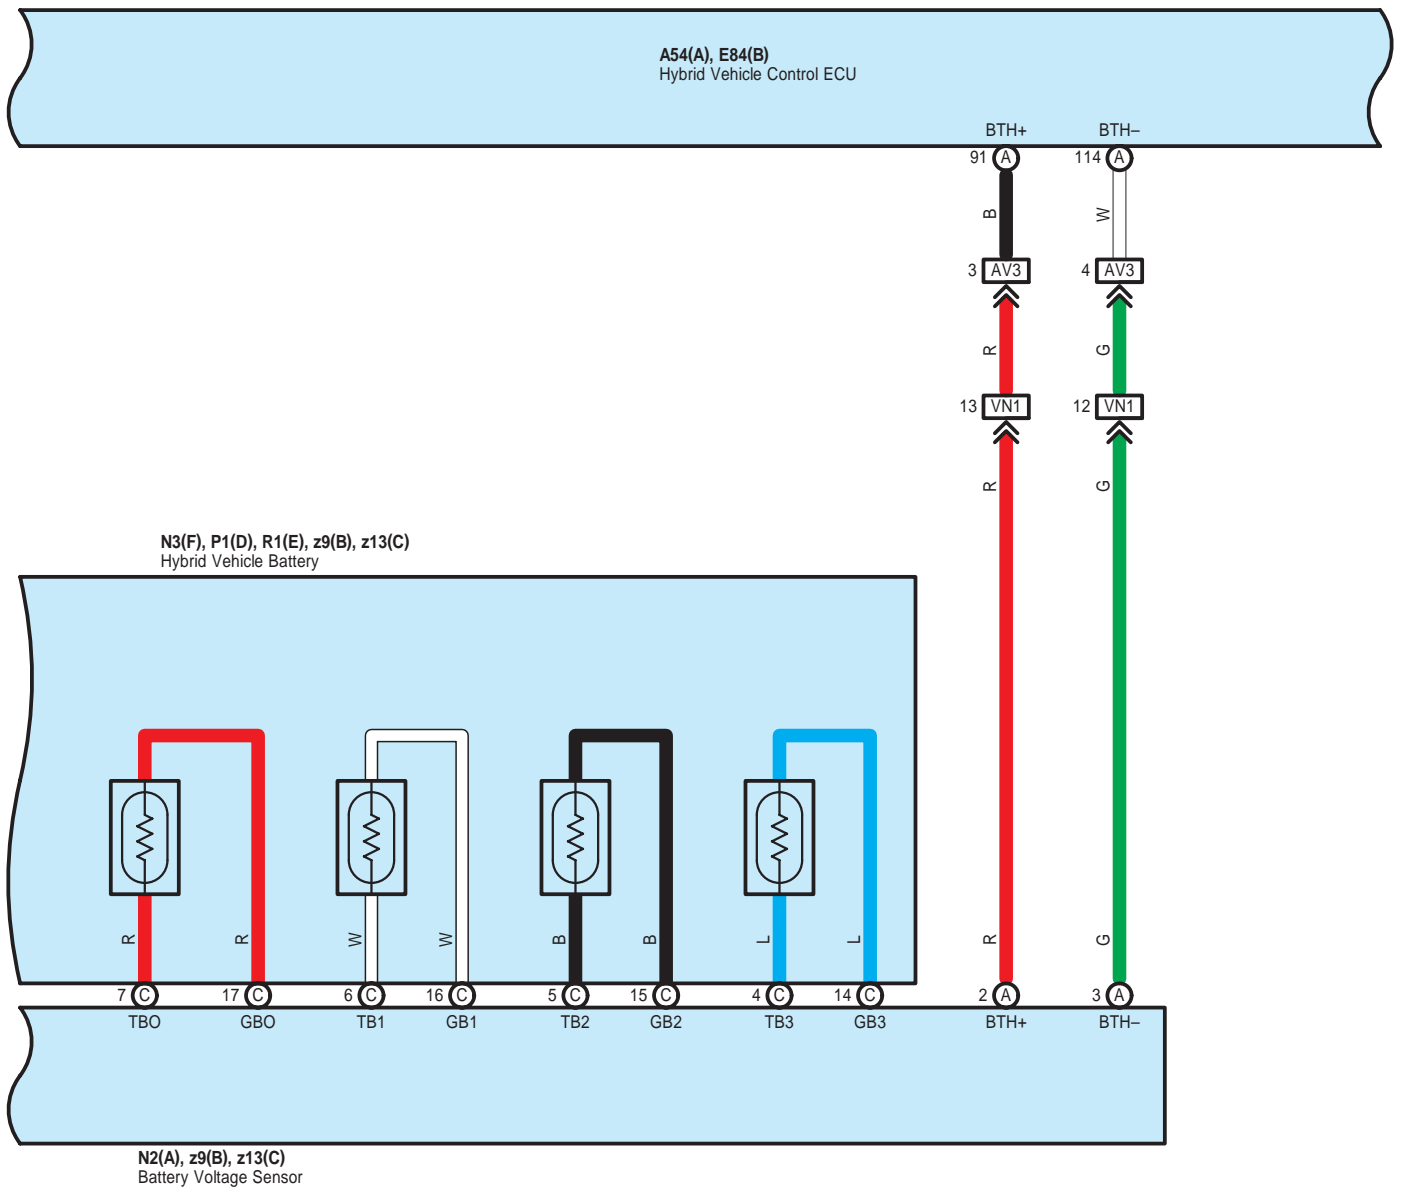 A54(A), E84(B)
Hybrid Vehicle Control ECU
BTH+ BTH–
91 A 114 A
B W
3 AV3 4 AV3
R G
13 VN1 12 VN1
R G
N3(F), P1(D), R1(E), z9(B), z13(C)
Hybrid Vehicle Battery
R R W W B B L L R G
7 C 17 C 6 C 16 C 5 C 15 C 4 C 14 C 2 A 3 A
TBO GBO TB1 GB1 TB2 GB2 TB3 GB3 BTH+ BTH–
N2(A), z9(B), z13(C)
Battery Voltage Sensor